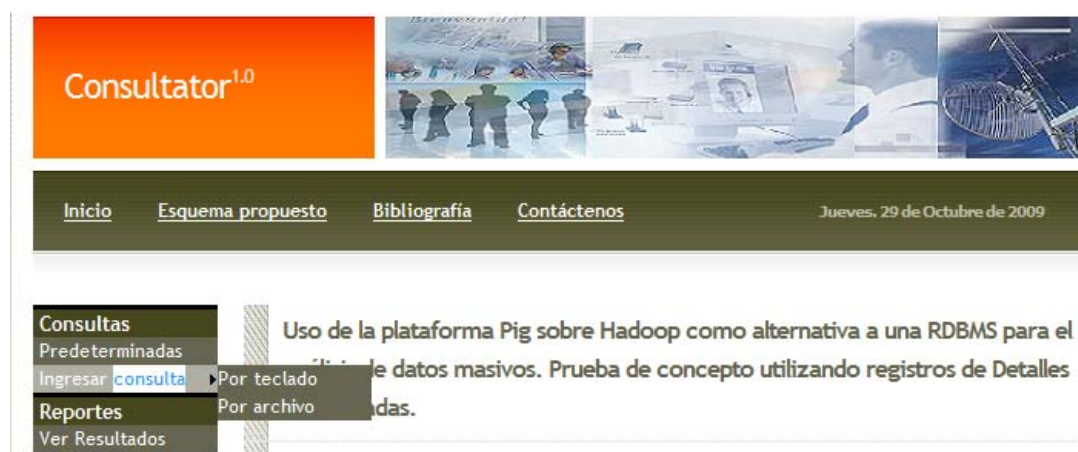 Consultator1.0
Inicio Esquema propuesto Bibliografía Contáctenos Jueves. 29 de Octubre de 2009
Consultas
Predeterminadas
Ingresar consulta
Por teclado
Por archivo
Reportes
Ver Resultados
Uso de la plataforma Pig sobre Hadoop como alternativa a una RDBMS para el
de datos masivos. Prueba de concepto utilizando registros de Detalles